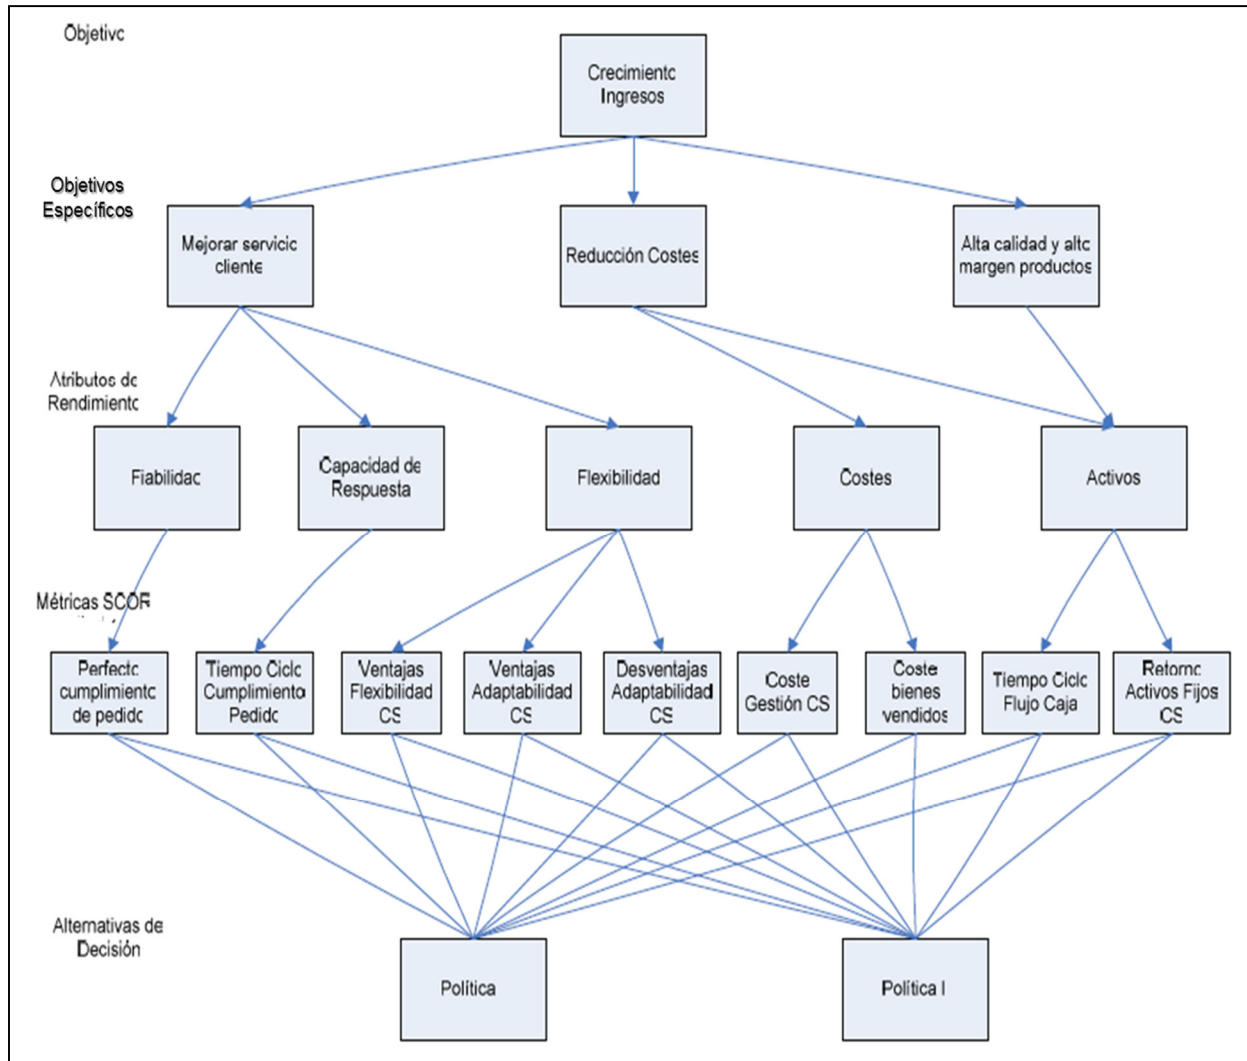 Objetivo
Crecimiento
Ingresos
Objetivos
Específicos
Mejorar servicio
cliente
Reducción Costes
Alta calidad y alto
margen productos
Atributos de
Rendimiento
Fiabilidad
Capacidad de
Respuesta
Flexibilidad
Costes
Activos
Métricas SCOR
Perfecto
cumplimiento
de pedido
Tiempo Ciclo
Cumplimiento
Pedido
Ventajas
Flexibilidad
CS
Ventajas
Adaptabilidad
CS
Desventajas
Adaptabilidad
CS
Coste
Gestión CS
Coste
bienes
vendidos
Tiempo Ciclo
Flujo Caja
Retorno
Activos Fijos
CS
Alternativas de
Decisión
Política
Política I